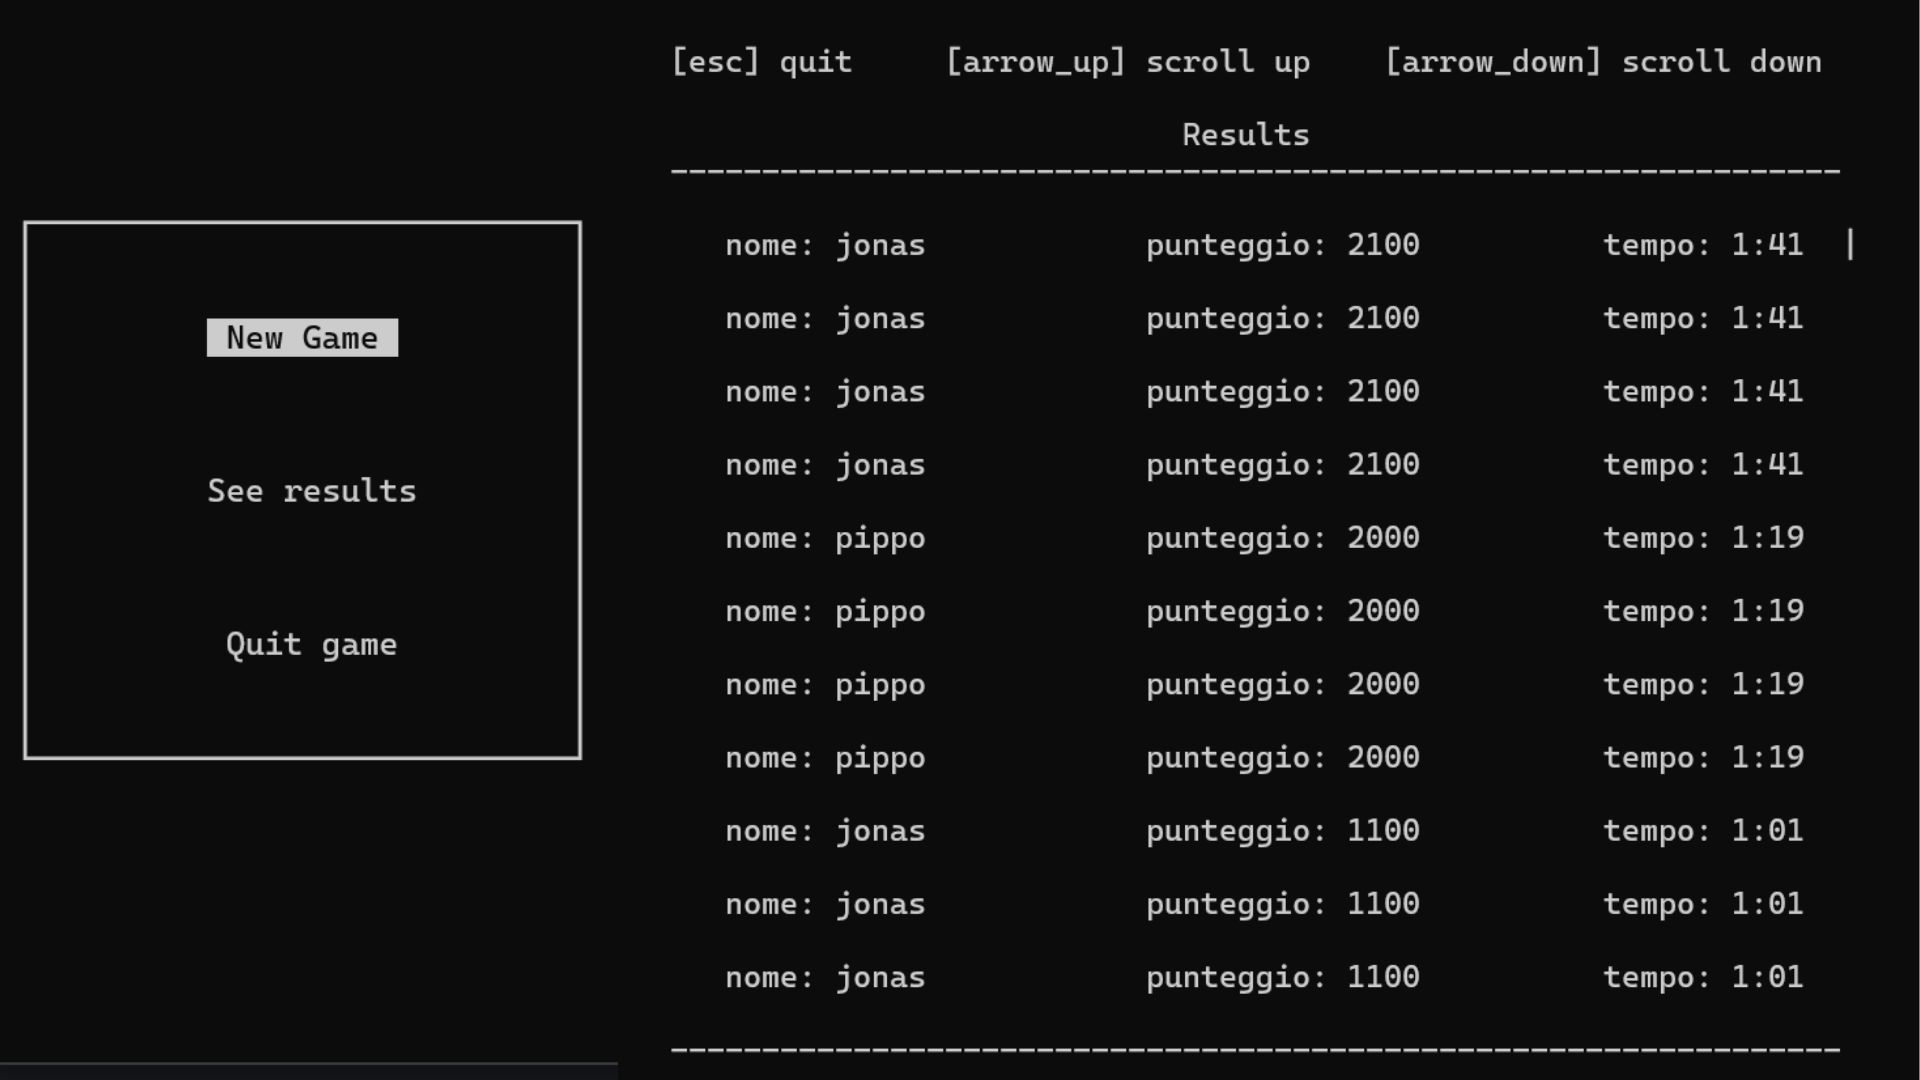 New Game
See results
Quit game
[esc] quit [arrow_up] scroll up [arrow_down] scroll down
Results
----------------------------------------------------------------
nome: jonas punteggio: 2100 tempo: 1:41 |
nome: jonas punteggio: 2100 tempo: 1:41
nome: jonas punteggio: 2100 tempo: 1:41
nome: jonas punteggio: 2100 tempo: 1:41
nome: pippo punteggio: 2000 tempo: 1:19
nome: pippo punteggio: 2000 tempo: 1:19
nome: pippo punteggio: 2000 tempo: 1:19
nome: pippo punteggio: 2000 tempo: 1:19
nome: jonas punteggio: 1100 tempo: 1:01
nome: jonas punteggio: 1100 tempo: 1:01
nome: jonas punteggio: 1100 tempo: 1:01
----------------------------------------------------------------